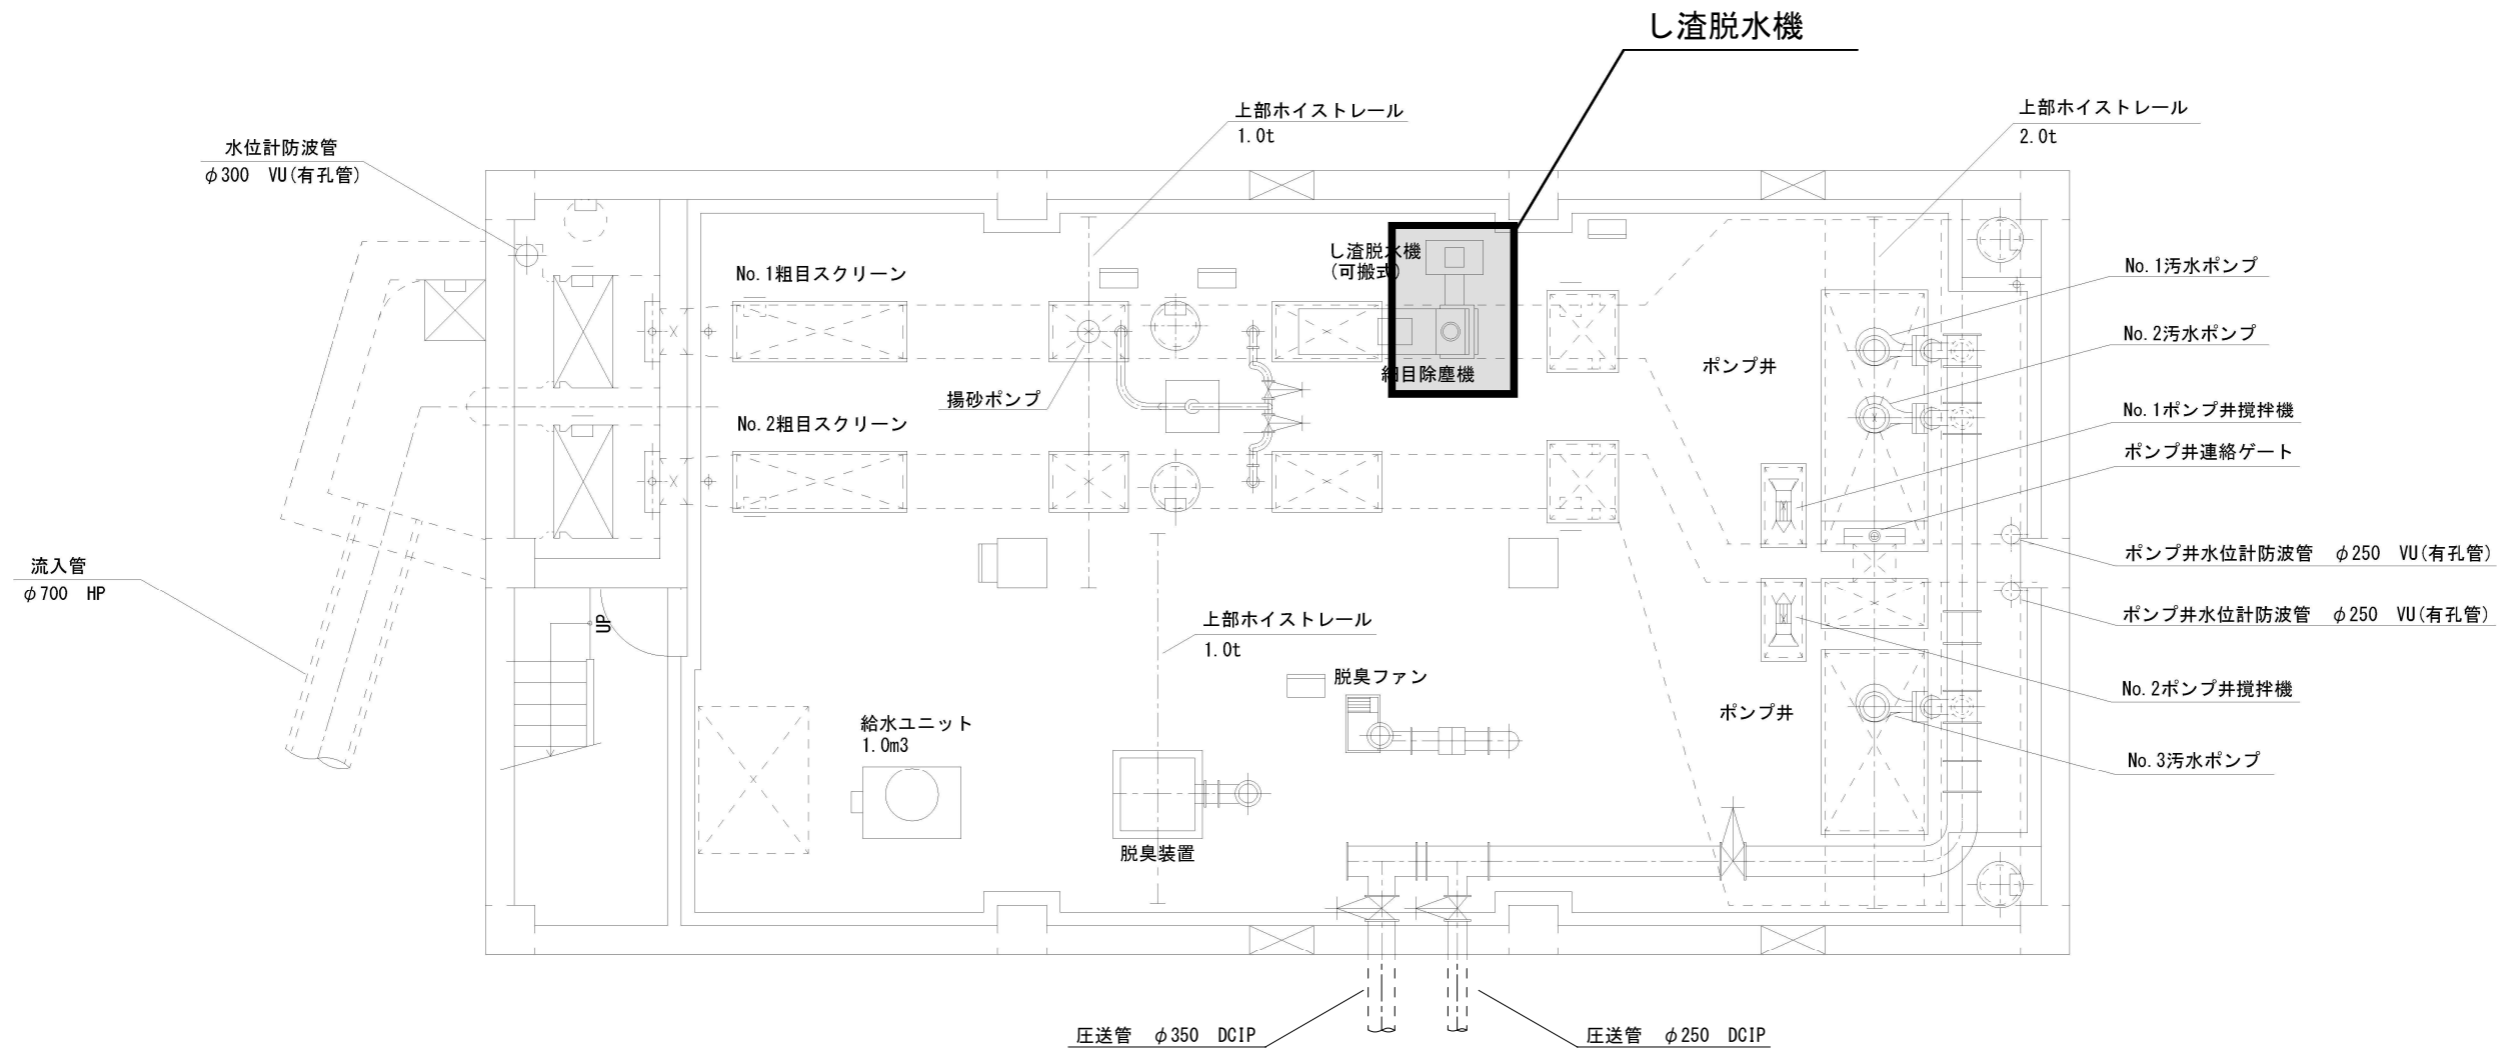 し渣脱水機
上部ホイストレール
1.0t
上部ホイストレール
2.0t
水位計防波管
φ300 VU(有孔管)
し渣脱水機
(可搬式)
No.1粗目スクリーン
No.1汚水ポンプ
No.2汚水ポンプ
ポンプ井
細目除塵機
揚砂ポンプ
No.1ポンプ井撹拌機
No.2粗目スクリーン
ポンプ井連絡ゲート
流入管
φ700 HP
ポンプ井水位計防波管 φ250 VU(有孔管)
UP
ポンプ井水位計防波管 φ250 VU(有孔管)
上部ホイストレール
1.0t
脱臭ファン
No.2ポンプ井撹拌機
給水ユニット
1.0m3
ポンプ井
No.3汚水ポンプ
脱臭装置
圧送管 φ350 DCIP
圧送管 φ250 DCIP